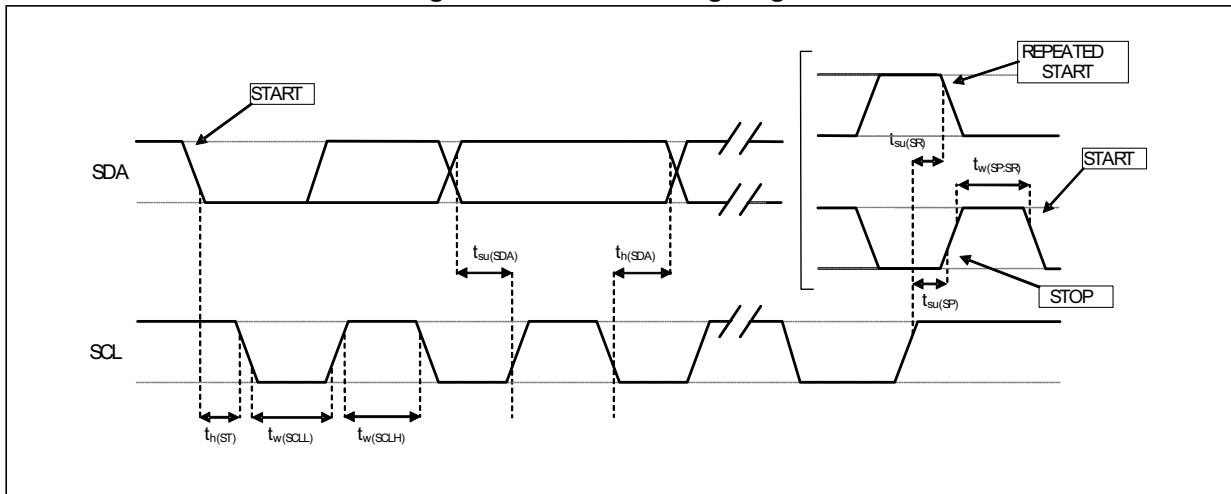 START
REPEATED
START
SDA
tsu(SR)
tw(SP:SR)
START
tsu(SDA)
th(SDA)
tsu(SP)
STOP
SCL
th(ST)
tw(SCLL)
tw(SCLH)